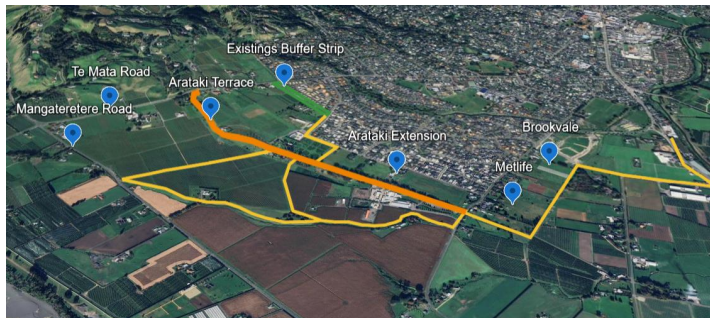 Existings Buffer Strip
Te Mata Road
Arataki Terrace
Mangateretere Road
Arataki Extension
Brookvale
Metlife